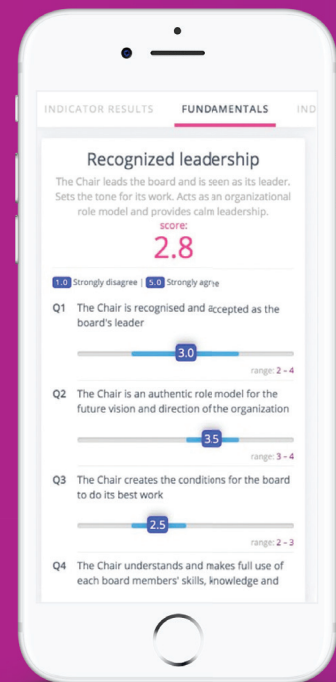 INDICATOR RESULTS FUNDAMENTALS IND
Recognized leadership
The Chair leads the board and is seen as its leader.
Sets the tone for its work. Acts as an organizational
role model and provides calm leadership.
score:
2.8
1.0 Strongly disagree | 5.0 Strongly agree
Q1 The Chair is recognised and accepted as the
board's leader
3.0
range: 2 – 4
Q2 The Chair is an authentic role model for the
future vision and direction of the organization
3.5
range: 3 – 4
Q3 The Chair creates the conditions for the board
to do its best work
2.5
range: 2 – 3
Q4 The Chair understands and makes full use of
each board members' skills, knowledge and